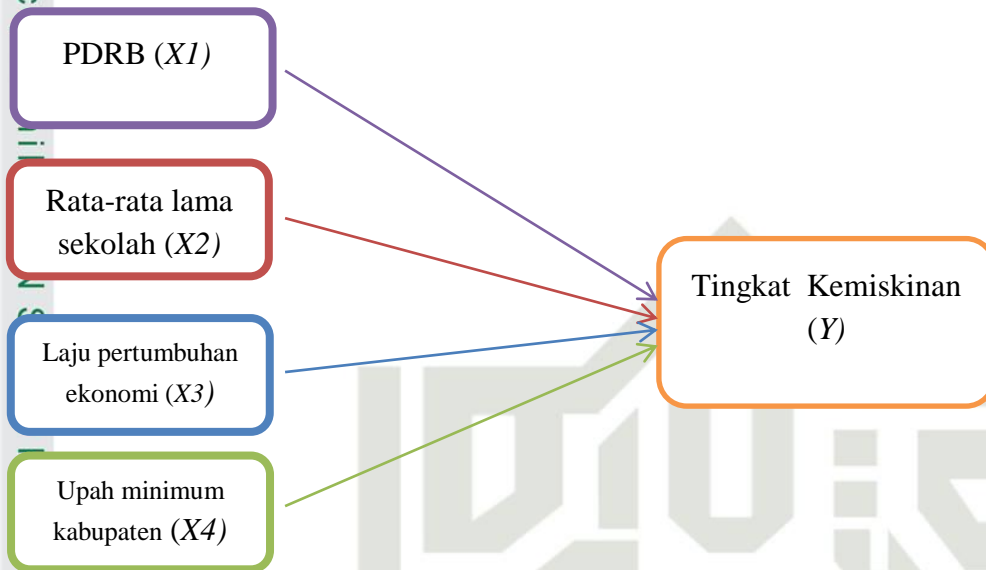 PDRB (X1)
Rata-rata lama
sekolah (X2)
Laju pertumbuhan
ekonomi (X3)
Upah minimum
kabupaten (X4)
Tingkat Kemiskinan
(Y)